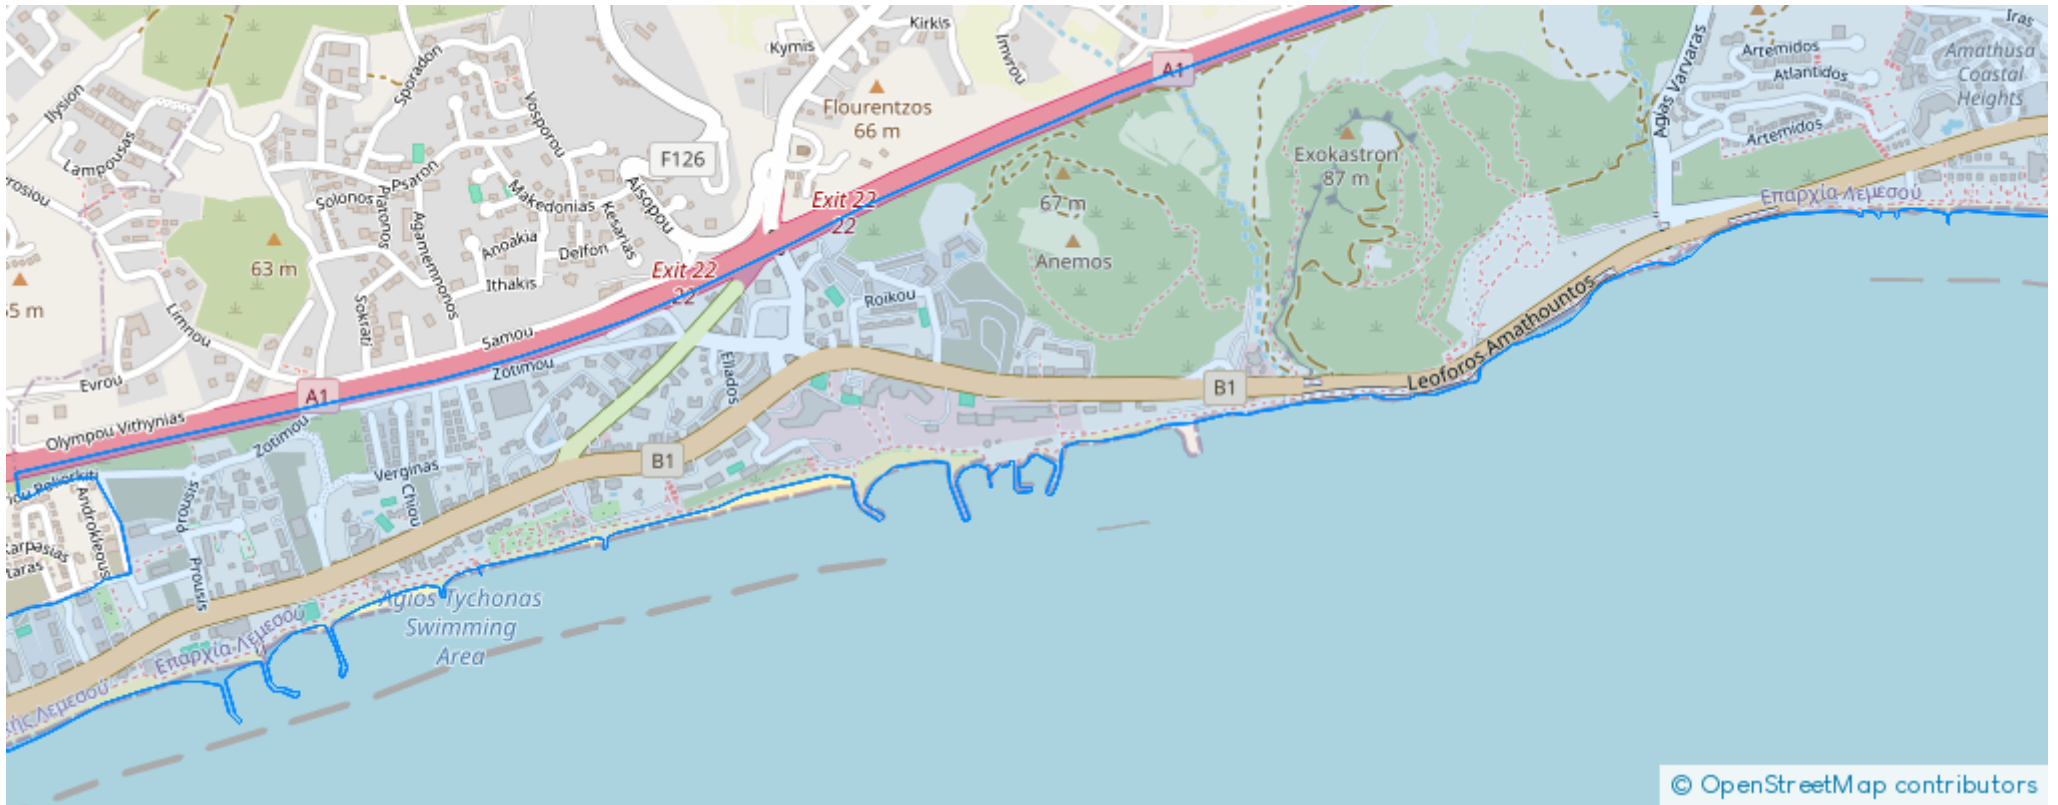 Kirkis
Iras
Kymis
Imvrou
A1
Artemidos
Amathusa
Coastal
Heights
Sporadon
Agias Varvaras
Atlantidos
Ilysion
Vosporou
Flourentzos
66 m
Artemidos
Lampousas
F126
Exokastron
87 m
Psaron
Solonos
Platonos
Makedonias
Aisopou
Kesarias
Exit 22
22
67 m
Επαρχία Λεμεσού
Agamemnonos
Anoakia
Delfon
63 m
Anemos
Exit 22
22
Ithakis
Roikou
Sokrati
Limnou
Samou
Leoforos Amathountos
Zotimou
Eliados
Evrou
A1
B1
Olympou Vithynias
Zotimou
B1
Verginas
Chiou
Prousis
Androkleous
Karpasias
Prousis
Agios Tychonas
Swimming
Area
Επαρχία Λεμεσού
Λεμεσού
© OpenStreetMap contributors